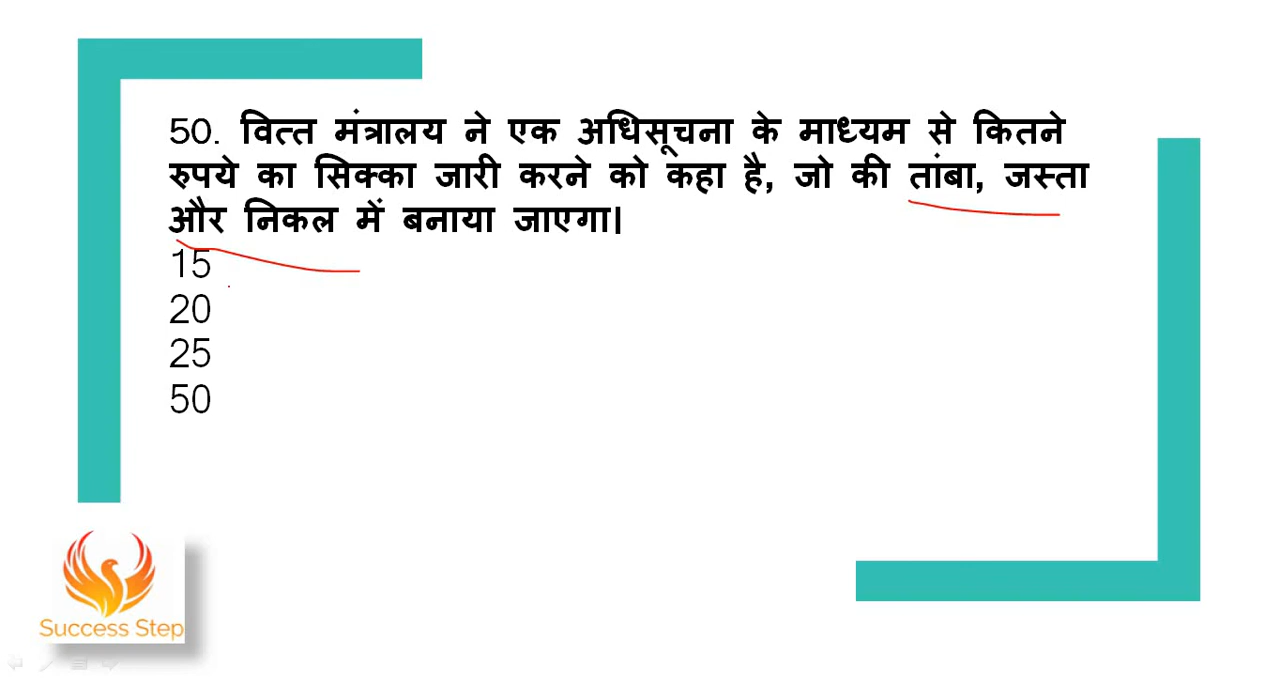 50. वित्त मंत्रालय ने एक अधिसूचना के माध्यम से कितने
रुपये का सिक्का जारी करने को कहा है, जो की तांबा, जस्ता
और निकल में बनाया जाएगा।
15
20
25
50
Success Step